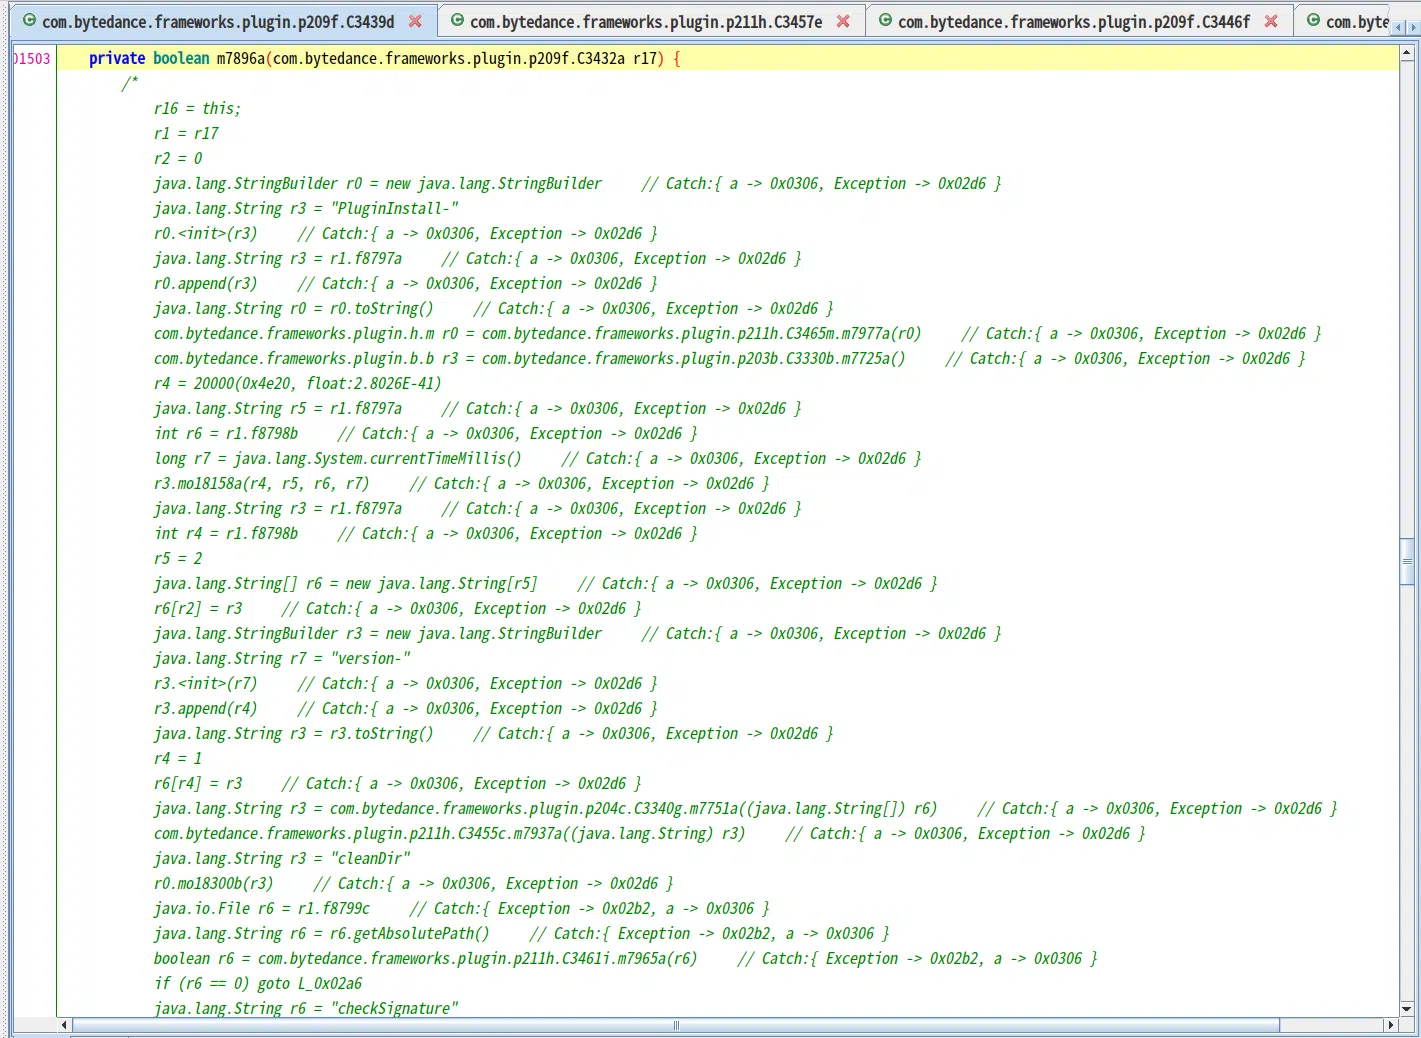 com.bytedance.frameworks.plugin.p209f.C3439d com.bytedance.frameworks.plugin.p211h.C3457e com.bytedance.frameworks.plugin.p209f.C3446f com.byte
01503 private boolean m7896a(com.bytedance.frameworks.plugin.p209f.C3432a r17) {
/*
r16 = this;
r1 = r17
r2 = 0
java.lang.StringBuilder r0 = new java.lang.StringBuilder // Catch:{ a -> 0x0306, Exception -> 0x02d6 }
java.lang.String r3 = "PluginInstall-"
r0.<init>(r3) // Catch:{ a -> 0x0306, Exception -> 0x02d6 }
java.lang.String r3 = r1.f8797a // Catch:{ a -> 0x0306, Exception -> 0x02d6 }
r0.append(r3) // Catch:{ a -> 0x0306, Exception -> 0x02d6 }
java.lang.String r0 = r0.toString() // Catch:{ a -> 0x0306, Exception -> 0x02d6 }
com.bytedance.frameworks.plugin.h.m r0 = com.bytedance.frameworks.plugin.p211h.C3465m.m7977a(r0) // Catch:{ a -> 0x0306, Exception -> 0x02d6 }
com.bytedance.frameworks.plugin.b.b r3 = com.bytedance.frameworks.plugin.p203b.C3330b.m7725a() // Catch:{ a -> 0x0306, Exception -> 0x02d6 }
r4 = 20000(0x4e20, float:2.8026E-41)
java.lang.String r5 = r1.f8797a // Catch:{ a -> 0x0306, Exception -> 0x02d6 }
int r6 = r1.f8798b // Catch:{ a -> 0x0306, Exception -> 0x02d6 }
long r7 = java.lang.System.currentTimeMillis() // Catch:{ a -> 0x0306, Exception -> 0x02d6 }
r3.mo18158a(r4, r5, r6, r7) // Catch:{ a -> 0x0306, Exception -> 0x02d6 }
java.lang.String r3 = r1.f8797a // Catch:{ a -> 0x0306, Exception -> 0x02d6 }
int r4 = r1.f8798b // Catch:{ a -> 0x0306, Exception -> 0x02d6 }
r5 = 2
java.lang.String[] r6 = new java.lang.String[r5] // Catch:{ a -> 0x0306, Exception -> 0x02d6 }
r6[r2] = r3 // Catch:{ a -> 0x0306, Exception -> 0x02d6 }
java.lang.StringBuilder r3 = new java.lang.StringBuilder // Catch:{ a -> 0x0306, Exception -> 0x02d6 }
java.lang.String r7 = "version-"
r3.<init>(r7) // Catch:{ a -> 0x0306, Exception -> 0x02d6 }
r3.append(r4) // Catch:{ a -> 0x0306, Exception -> 0x02d6 }
java.lang.String r3 = r3.toString() // Catch:{ a -> 0x0306, Exception -> 0x02d6 }
r4 = 1
r6[r4] = r3 // Catch:{ a -> 0x0306, Exception -> 0x02d6 }
java.lang.String r3 = com.bytedance.frameworks.plugin.p204c.C3340g.m7751a((java.lang.String[]) r6) // Catch:{ a -> 0x0306, Exception -> 0x02d6 }
com.bytedance.frameworks.plugin.p211h.C3455c.m7937a((java.lang.String) r3) // Catch:{ a -> 0x0306, Exception -> 0x02d6 }
java.lang.String r3 = "cleanDir"
r0.mo18300b(r3) // Catch:{ a -> 0x0306, Exception -> 0x02d6 }
java.io.File r6 = r1.f8799c // Catch:{ Exception -> 0x02b2, a -> 0x0306 }
java.lang.String r6 = r6.getAbsolutePath() // Catch:{ Exception -> 0x02b2, a -> 0x0306 }
boolean r6 = com.bytedance.frameworks.plugin.p211h.C3461i.m7965a(r6) // Catch:{ Exception -> 0x02b2, a -> 0x0306 }
if (r6 == 0) goto L_0x02a6
java.lang.String r6 = "checkSignature"